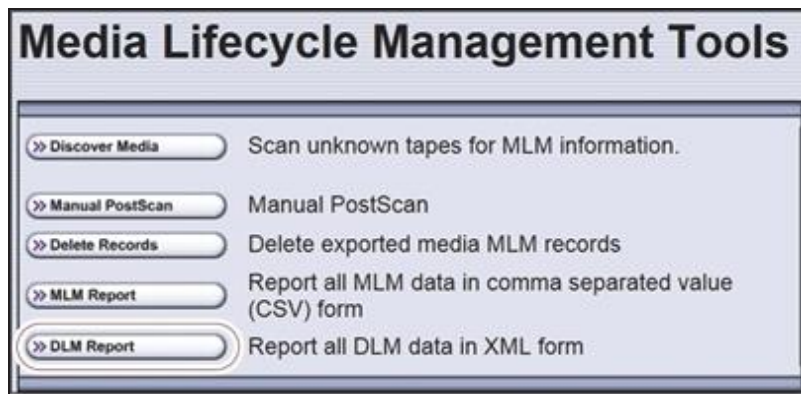 Media Lifecycle Management Tools
>> Discover Media Scan unknown tapes for MLM information.
>> Manual PostScan Manual PostScan
>> Delete Records Delete exported media MLM records
>> MLM Report Report all MLM data in comma separated value
(CSV) form
>> DLM Report Report all DLM data in XML form